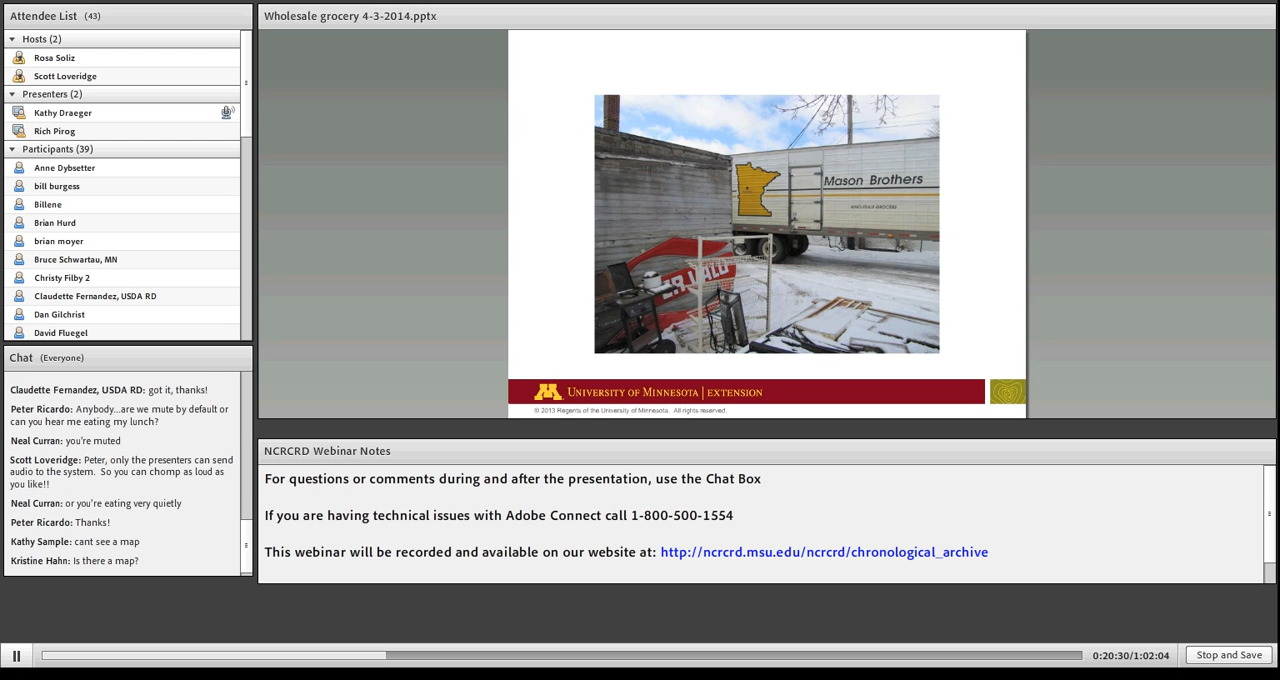 Attendee List (43)
Hosts (2)
Rosa Soliz
Scott Loveridge
Presenters (2)
Kathy Draeger
Rich Pirog
Participants (39)
Anne Dybsetter
bill burgess
Billene
Brian Hurd
brian moyer
Bruce Schwartau, MN
Christy Filby 2
Claudette Fernandez, USDA RD
Dan Gilchrist
David Fluegel
Chat (Everyone)
Claudette Fernandez, USDA RD: got it, thanks!
Peter Ricardo: Anybody...are we mute by default or
can you hear me eating my lunch?
Neal Curran: you're muted
Scott Loveridge: Peter, only the presenters can send
audio to the system. So you can chomp as loud as
you like!!
Neal Curran: or you're eating very quietly
Peter Ricardo: Thanks!
Kathy Sample: cant see a map
Kristine Hahn: Is there a map?
Wholesale grocery 4-3-2014.pptx
Mason Brothers
WHOLESALE GROCERS
UNIVERSITY OF MINNESOTA | EXTENSION
© 2013 Regents of the University of Minnesota. All rights reserved.
NCRCRD Webinar Notes
For questions or comments during and after the presentation, use the Chat Box
If you are having technical issues with Adobe Connect call 1-800-500-1554
This webinar will be recorded and available on our website at: http://ncrcrd.msu.edu/ncrcrd/chronological_archive
0:20:30/1:02:04
Stop and Save